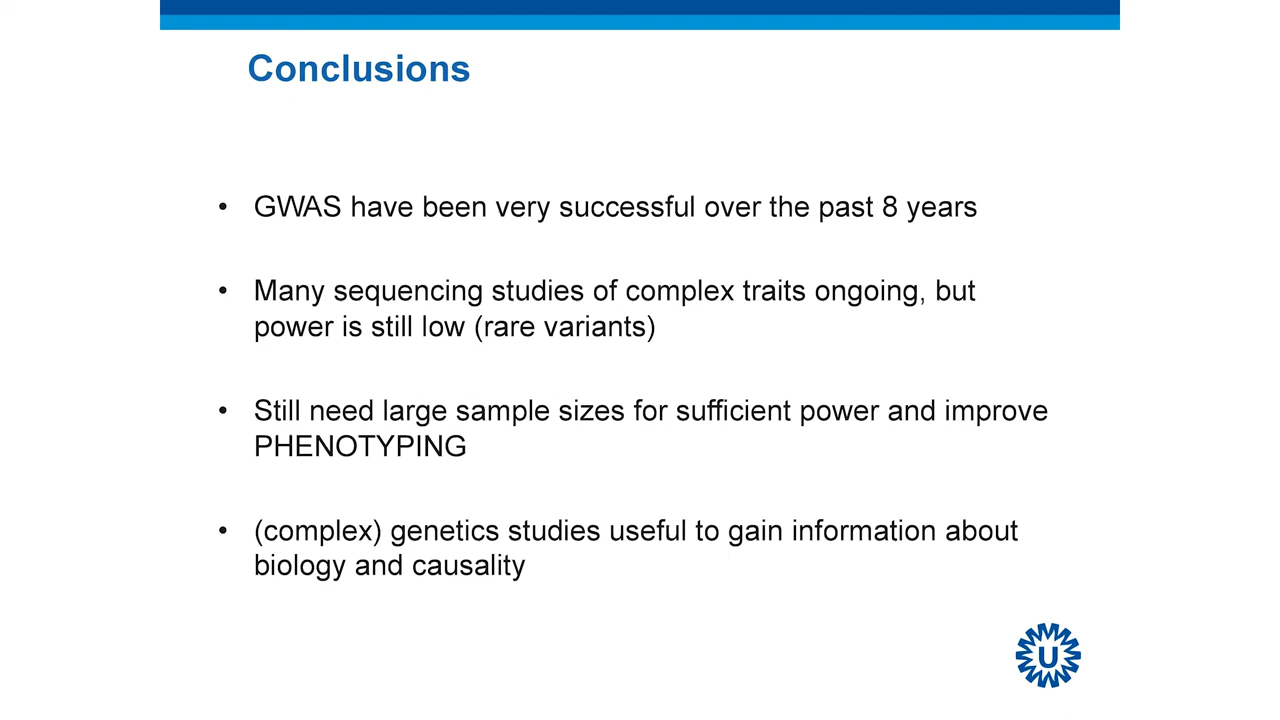 Conclusions
• GWAS have been very successful over the past 8 years
• Many sequencing studies of complex traits ongoing, but
power is still low (rare variants)
• Still need large sample sizes for sufficient power and improve
PHENOTYPING
• (complex) genetics studies useful to gain information about
biology and causality
U